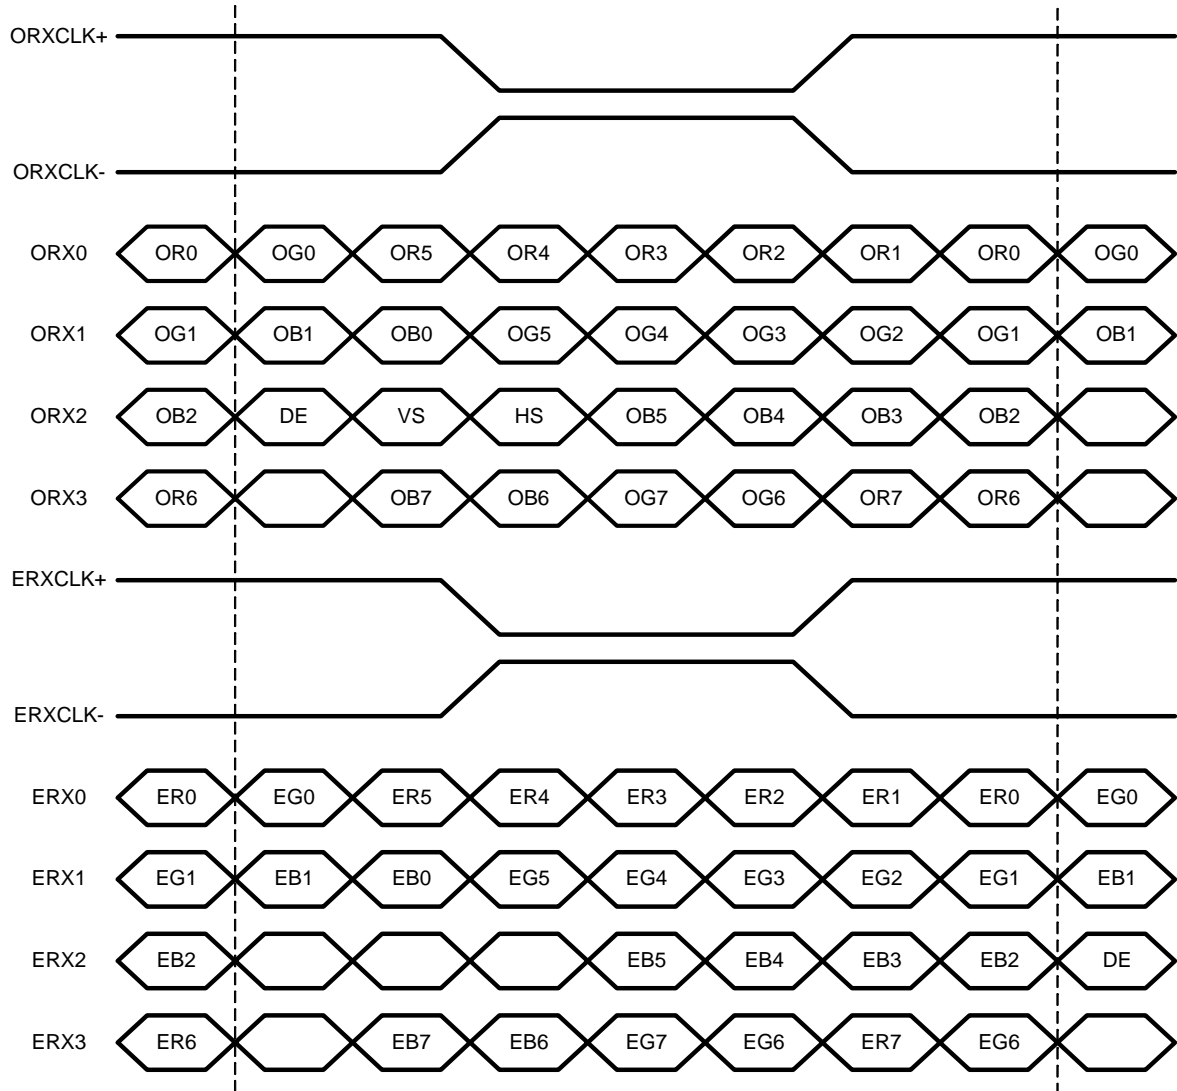 ORXCLK+
ORXCLK-
ORX0 OR0 OG0 OR5 OR4 OR3 OR2 OR1 OR0 OG0
ORX1 OG1 OB1 OB0 OG5 OG4 OG3 OG2 OG1 OB1
ORX2 OB2 DE VS HS OB5 OB4 OB3 OB2
ORX3 OR6 OB7 OB6 OG7 OG6 OR7 OR6
ERXCLK+
ERXCLK-
ERX0 ER0 EG0 ER5 ER4 ER3 ER2 ER1 ER0 EG0
ERX1 EG1 EB1 EB0 EG5 EG4 EG3 EG2 EG1 EB1
ERX2 EB2 EB5 EB4 EB3 EB2 DE
ERX3 ER6 EB7 EB6 EG7 EG6 ER7 EG6